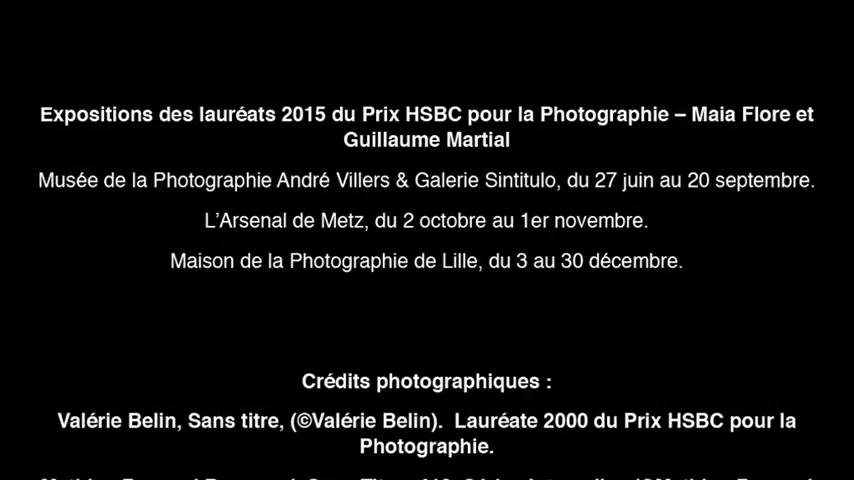 Expositions des lauréats 2015 du Prix HSBC pour la Photographie – Maia Flore et
Guillaume Martial
Musée de la Photographie André Villers & Galerie Sintitulo, du 27 juin au 20 septembre.
L’Arsenal de Metz, du 2 octobre au 1er novembre.
Maison de la Photographie de Lille, du 3 au 30 décembre.
Crédits photographiques :
Valérie Belin, Sans titre, (©Valérie Belin). Lauréate 2000 du Prix HSBC pour la
Photographie.